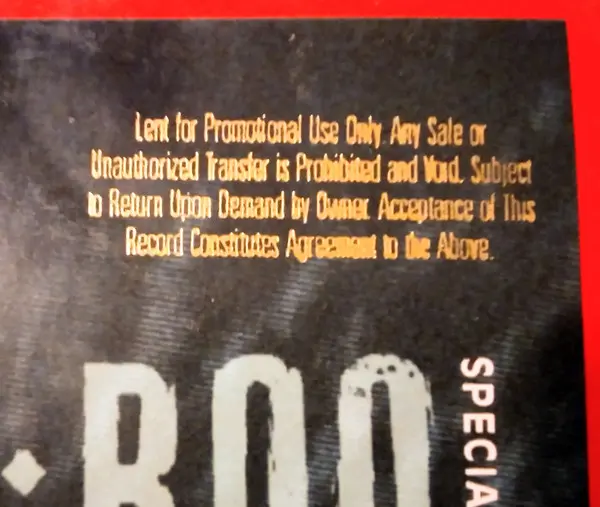 Lent for Promotional Use Only. Any Sale or
Unauthorized Transfer is Prohibited and Void. Subject
to Return Upon Demand by Owner. Acceptance of This
Record Constitutes Agreement to the Above.
• BOO
SPECIA